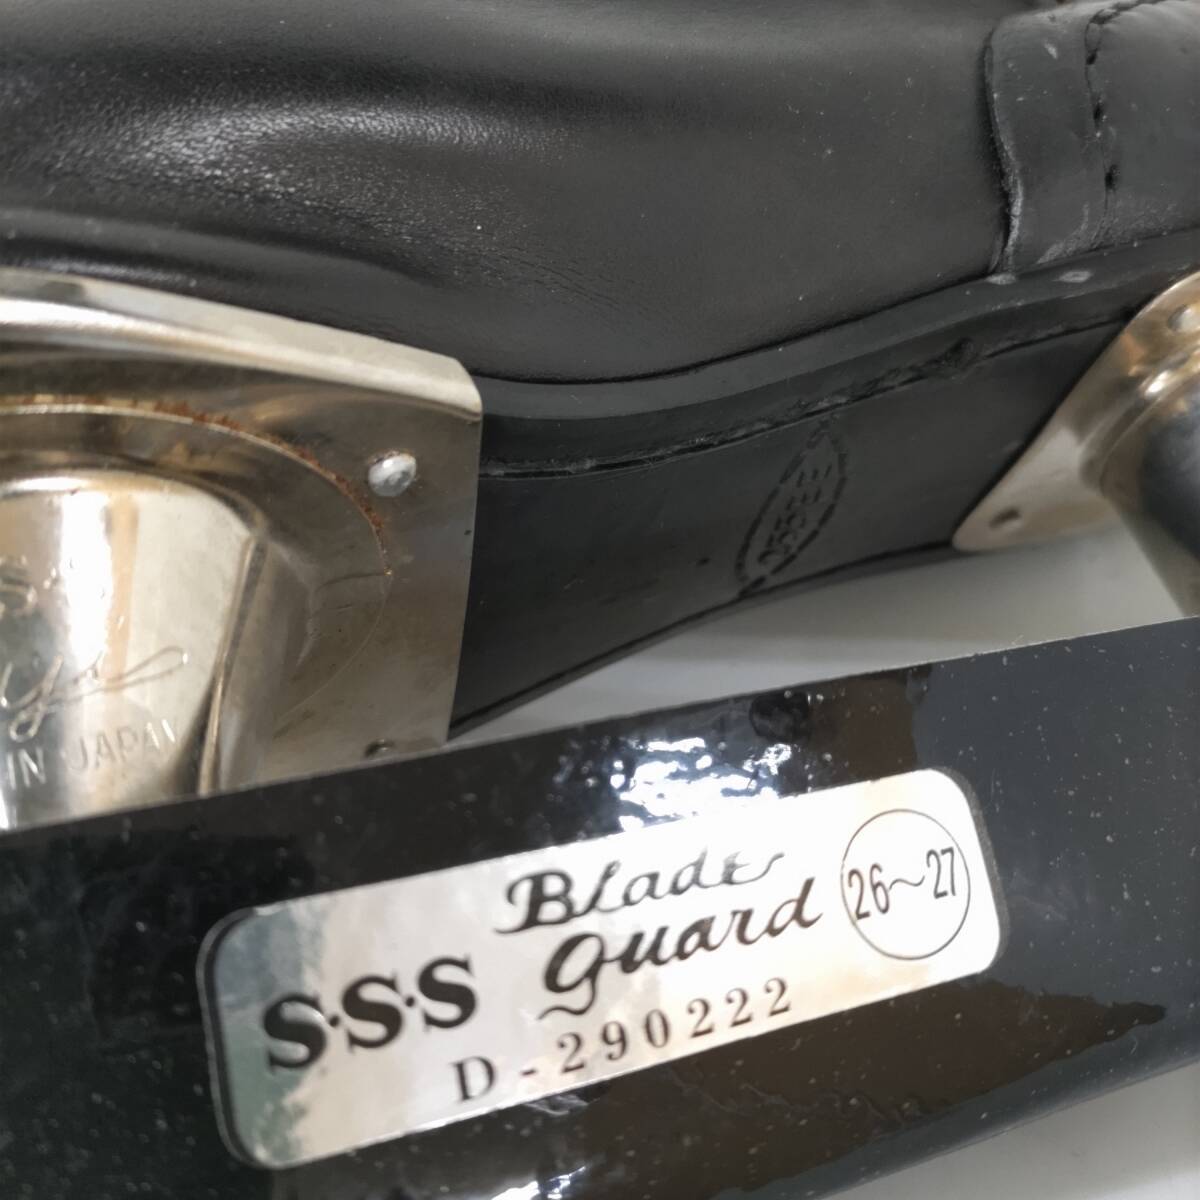 IN JAPAN
Blade
guard
26~27
S·S·S
D-290222